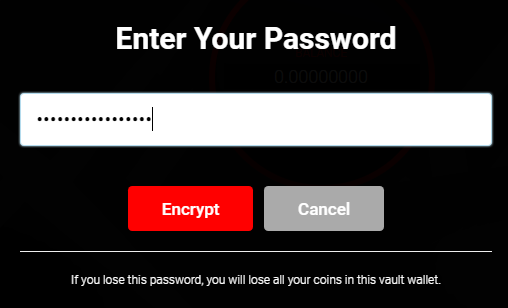 Enter Your Password
0.00000000
•••••••••••••••••
Encrypt
Cancel
If you lose this password, you will lose all your coins in this vault wallet.